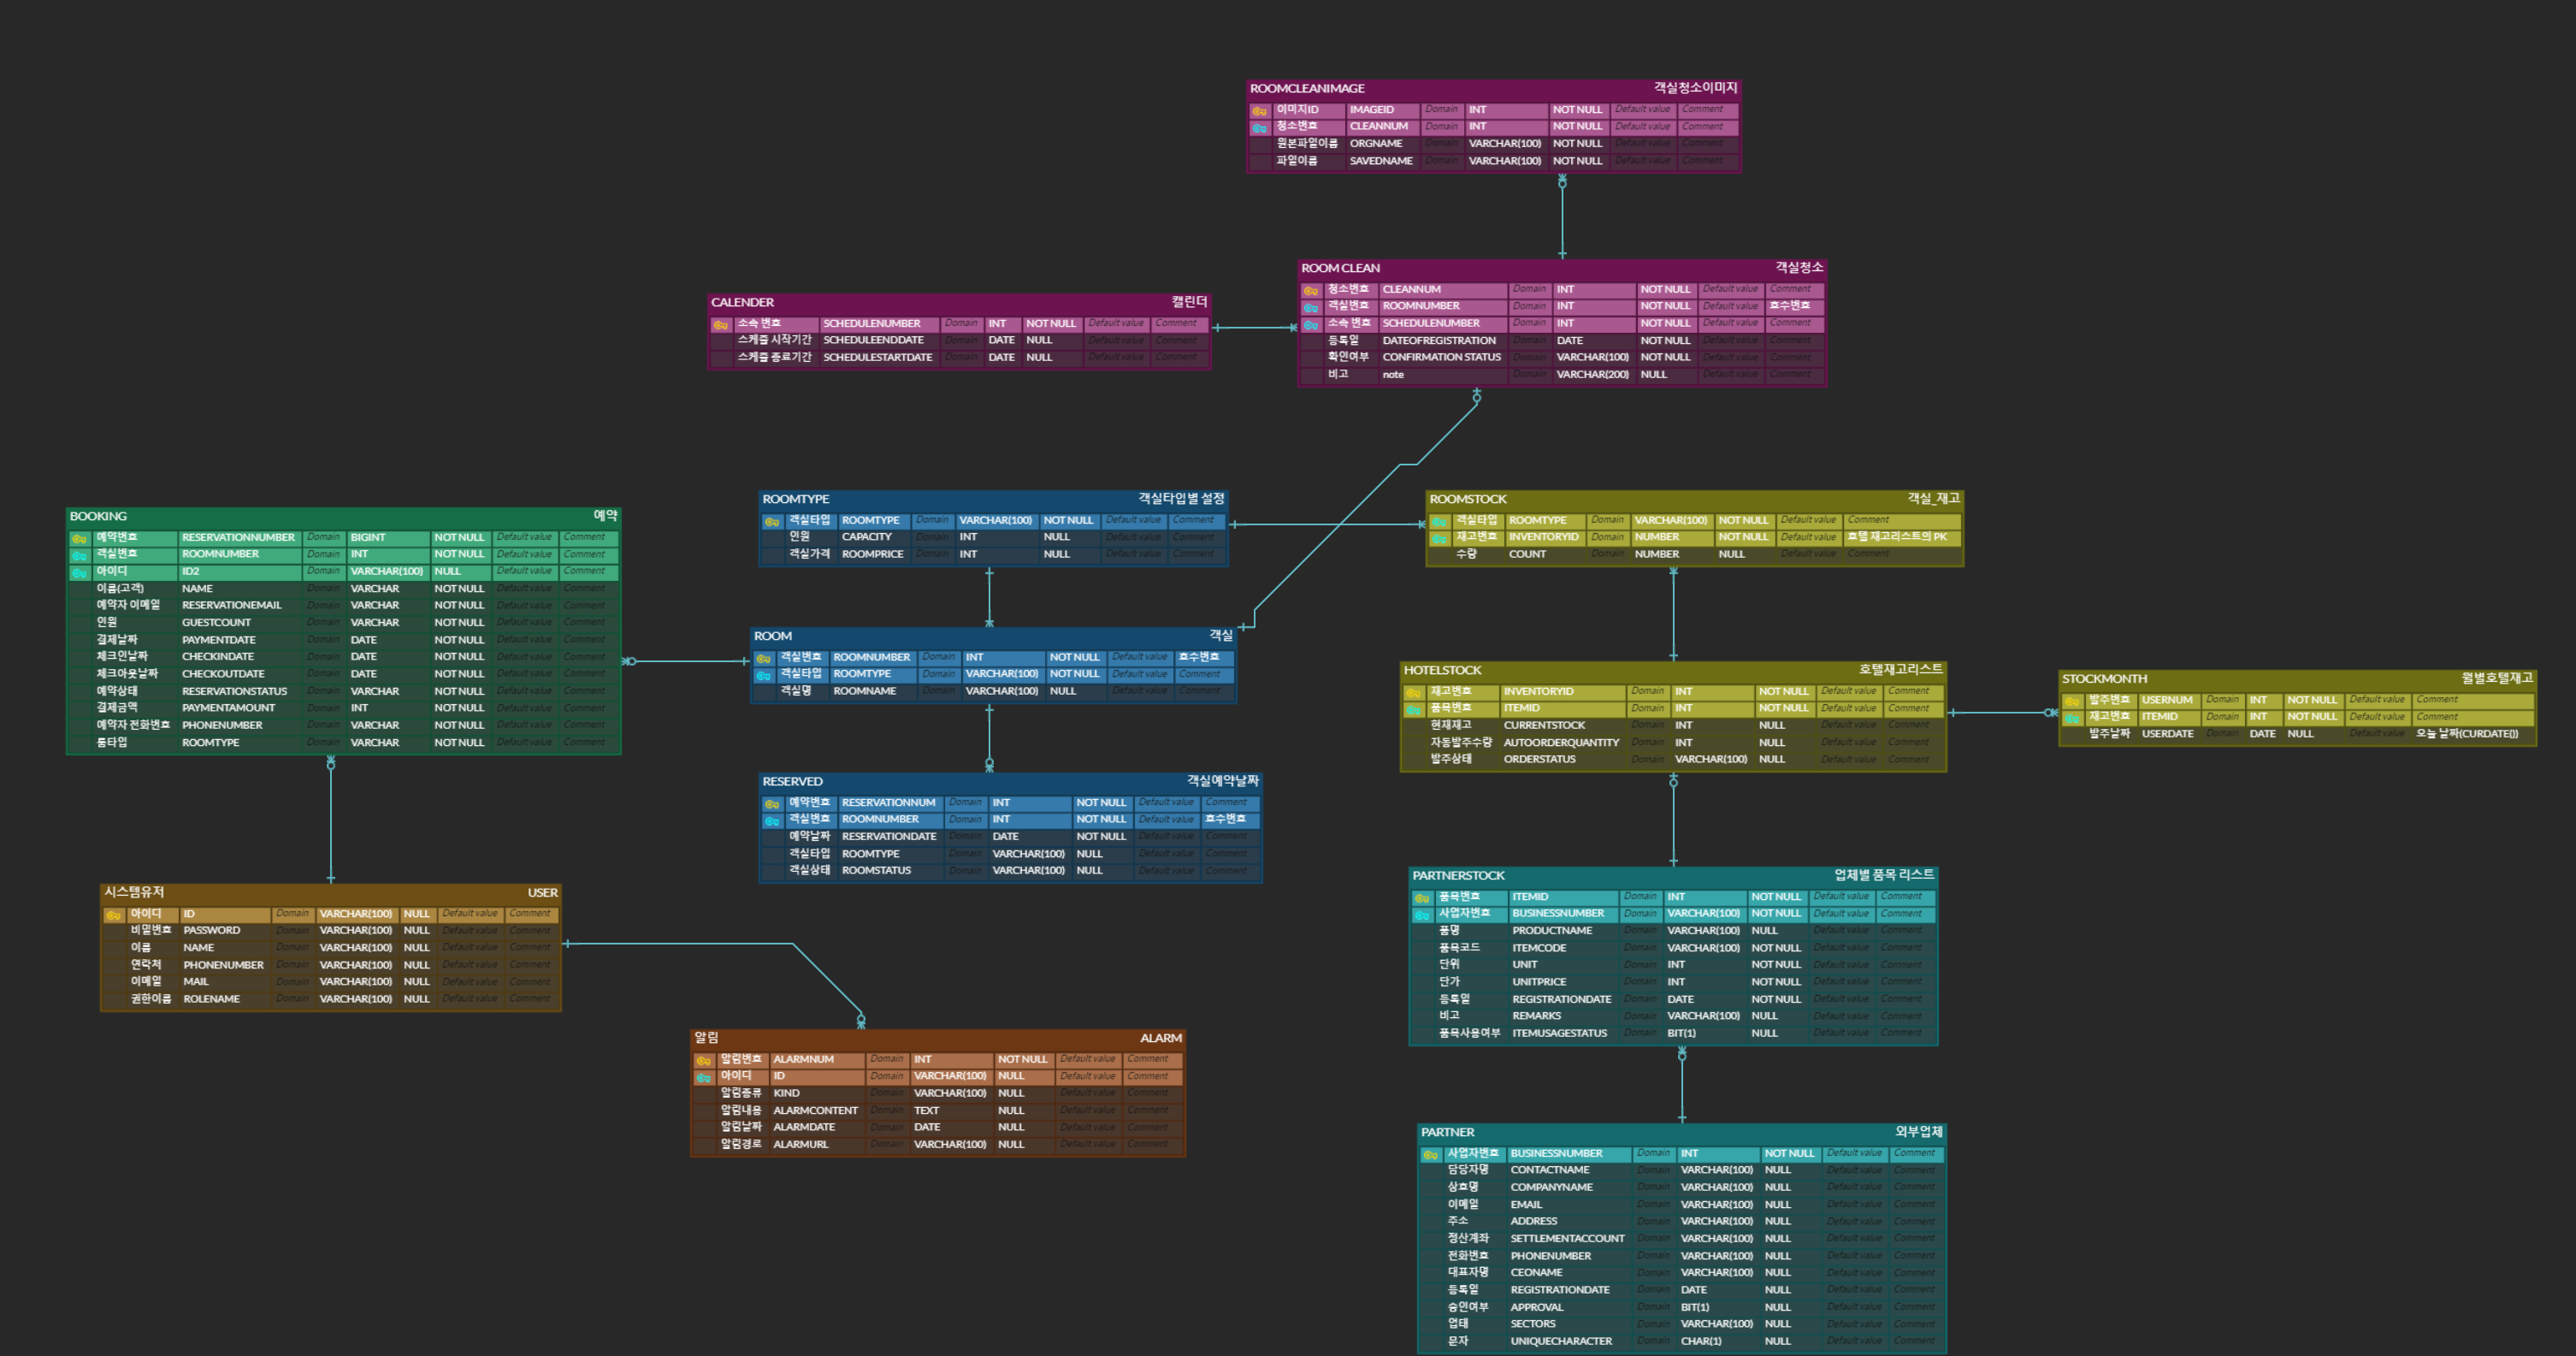 ROOMCLEANIMAGE 객실청소이미지
이미지ID IMAGEID Domain INT NOT NULL Default value Comment
청소번호 CLEANNUM Domain INT NOT NULL Default value Comment
원본파일이름 ORGNAME Domain VARCHAR(100) NOT NULL Default value Comment
파일이름 SAVEDNAME Domain VARCHAR(100) NOT NULL Default value Comment
ROOM CLEAN 객실청소
청소번호 CLEANNUM Domain INT NOT NULL Default value Comment
객실번호 ROOMNUMBER Domain INT NOT NULL Default value 호수번호
소속 번호 SCHEDULENUMBER Domain INT NOT NULL Default value Comment
등록일 DATEOFREGISTRATION Domain DATE NOT NULL Default value Comment
확인여부 CONFIRMATION STATUS Domain VARCHAR(100) NOT NULL Default value Comment
비고 note Domain VARCHAR(200) NULL Default value Comment
CALENDER 캘린더
소속 번호 SCHEDULENUMBER Domain INT NOT NULL Default value Comment
스케줄 시작기간 SCHEDULEENDDATE Domain DATE NULL Default value Comment
스케줄 종료기간 SCHEDULESTARTDATE Domain DATE NULL Default value Comment
BOOKING 예약
예약번호 RESERVATIONNUMBER Domain BIGINT NOT NULL Default value Comment
객실번호 ROOMNUMBER Domain INT NOT NULL Default value Comment
아이디 ID2 Domain VARCHAR(100) NULL Default value Comment
이름(고객) NAME Domain VARCHAR NOT NULL Default value Comment
예약자 이메일 RESERVATIONEMAIL Domain VARCHAR NOT NULL Default value Comment
인원 GUESTCOUNT Domain VARCHAR NOT NULL Default value Comment
결제날짜 PAYMENTDATE Domain DATE NOT NULL Default value Comment
체크인날짜 CHECKINDATE Domain DATE NOT NULL Default value Comment
체크아웃날짜 CHECKOUTDATE Domain DATE NOT NULL Default value Comment
예약상태 RESERVATIONSTATUS Domain VARCHAR NOT NULL Default value Comment
결제금액 PAYMENTAMOUNT Domain INT NOT NULL Default value Comment
예약자 전화번호 PHONENUMBER Domain VARCHAR NOT NULL Default value Comment
룸타입 ROOMTYPE Domain VARCHAR NOT NULL Default value Comment
ROOMTYPE 객실타입별 설정
객실타입 ROOMTYPE Domain VARCHAR(100) NOT NULL Default value Comment
인원 CAPACITY Domain INT NULL Default value Comment
객실가격 ROOMPRICE Domain INT NULL Default value Comment
ROOMSTOCK 객실_재고
객실타입 ROOMTYPE Domain VARCHAR(100) NOT NULL Default value Comment
재고번호 INVENTORYID Domain NUMBER NOT NULL Default value 호텔 재고리스트의 PK
수량 COUNT Domain NUMBER NULL Default value Comment
ROOM 객실
객실번호 ROOMNUMBER Domain INT NOT NULL Default value 호수번호
객실타입 ROOMTYPE Domain VARCHAR(100) NOT NULL Default value Comment
객실명 ROOMNAME Domain VARCHAR(100) NULL Default value Comment
HOTELSTOCK 호텔재고리스트
재고번호 INVENTORYID Domain INT NOT NULL Default value Comment
품목번호 ITEMID Domain INT NOT NULL Default value Comment
현재재고 CURRENTSTOCK Domain INT NULL Default value Comment
자동발주수량 AUTOORDERQUANTITY Domain INT NULL Default value Comment
발주상태 ORDERSTATUS Domain VARCHAR(100) NULL Default value Comment
STOCKMONTH 월별호텔재고
발주번호 USERNUM Domain INT NOT NULL Default value Comment
재고번호 ITEMID Domain INT NOT NULL Default value Comment
발주날짜 USERDATE Domain DATE NULL Default value 오늘 날짜(CURDATE())
RESERVED 객실예약날짜
예약번호 RESERVATIONNUM Domain INT NOT NULL Default value Comment
객실번호 ROOMNUMBER Domain INT NOT NULL Default value 호수번호
예약날짜 RESERVATIONDATE Domain DATE NOT NULL Default value Comment
객실타입 ROOMTYPE Domain VARCHAR(100) NULL Default value Comment
객실상태 ROOMSTATUS Domain VARCHAR(100) NULL Default value Comment
시스템유저 USER
아이디 ID Domain VARCHAR(100) NULL Default value Comment
비밀번호 PASSWORD Domain VARCHAR(100) NULL Default value Comment
이름 NAME Domain VARCHAR(100) NULL Default value Comment
연락처 PHONENUMBER Domain VARCHAR(100) NULL Default value Comment
이메일 MAIL Domain VARCHAR(100) NULL Default value Comment
권한이름 ROLENAME Domain VARCHAR(100) NULL Default value Comment
PARTNERSTOCK 업체별 품목 리스트
품목번호 ITEMID Domain INT NOT NULL Default value Comment
사업자번호 BUSINESSNUMBER Domain VARCHAR(100) NOT NULL Default value Comment
품명 PRODUCTNAME Domain VARCHAR(100) NULL Default value Comment
품목코드 ITEMCODE Domain VARCHAR(100) NOT NULL Default value Comment
단위 UNIT Domain INT NOT NULL Default value Comment
단가 UNITPRICE Domain INT NOT NULL Default value Comment
등록일 REGISTRATIONDATE Domain DATE NOT NULL Default value Comment
비고 REMARKS Domain VARCHAR(100) NULL Default value Comment
품목사용여부 ITEMUSAGESTATUS Domain BIT(1) NULL Default value Comment
알림 ALARM
알림번호 ALARMNUM Domain INT NOT NULL Default value Comment
아이디 ID Domain VARCHAR(100) NULL Default value Comment
알림종류 KIND Domain VARCHAR(100) NULL Default value Comment
알림내용 ALARMCONTENT Domain TEXT NULL Default value Comment
알림날짜 ALARMDATE Domain DATE NULL Default value Comment
알림경로 ALARMURL Domain VARCHAR(100) NULL Default value Comment
PARTNER 외부업체
사업자번호 BUSINESSNUMBER Domain INT NOT NULL Default value Comment
담당자명 CONTACTNAME Domain VARCHAR(100) NULL Default value Comment
상호명 COMPANYNAME Domain VARCHAR(100) NULL Default value Comment
이메일 EMAIL Domain VARCHAR(100) NULL Default value Comment
주소 ADDRESS Domain VARCHAR(100) NULL Default value Comment
정산계좌 SETTLEMENTACCOUNT Domain VARCHAR(100) NULL Default value Comment
전화번호 PHONENUMBER Domain VARCHAR(100) NULL Default value Comment
대표자명 CEONAME Domain VARCHAR(100) NULL Default value Comment
등록일 REGISTRATIONDATE Domain DATE NULL Default value Comment
승인여부 APPROVAL Domain BIT(1) NULL Default value Comment
업태 SECTORS Domain VARCHAR(100) NULL Default value Comment
문자 UNIQUECHARACTER Domain CHAR(1) NULL Default value Comment